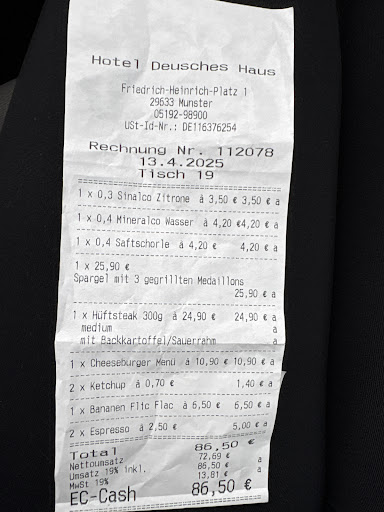 Hotel Deusches Haus
Friedrich-Heinrich-Platz 1
29633 Munster
05192-98900
USt-Id-Nr.: DE116376254
Rechnung Nr. 112078
13.4.2025
Tisch 19
1 x 0,3 Sinalco Zitrone á 3,50 € 3,50 € a
1 x 0,4 Mineralco Wasser á 4,20 €4,20 € a
1 x 0,4 Saftschorle á 4,20 € 4,20 € a
1 x 25,90 €
Spargel mit 3 gegrillten Medaillons
25,90 € a
1 x Hüftsteak 300g á 24,90 € 24,90 € a
medium a
mit Backkartoffel/Sauerrahm a
1 x Cheeseburger Menü á 10,90 € 10,90 € a
2 x Ketchup á 0,70 € 1,40 € a
1 x Bananen Flic Flac á 6,50 € 6,50 € a
2 x Espresso á 2,50 € 5,00 € a
Total 86,50 €
Nettoumsatz 72,69 € a
Umsatz 19% inkl. 86,50 € a
MwSt 19% 13,81 € a
EC-Cash 86,50 €